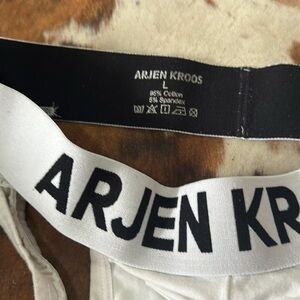 ARJEN KROOS
L
95% Cotton
5% Spandex
ARJEN KR